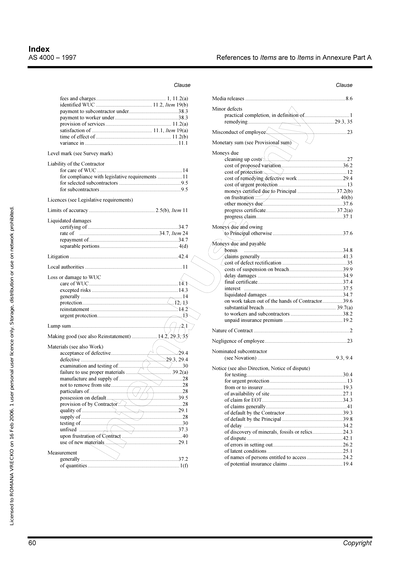 Index
AS 4000 – 1997
References to Items are to Items in Annexure Part A
Clause
fees and charges 1, 11.2(a)
identified WUC 11.2, Item 19(b)
payment to subcontractor under 38.3
payment to worker under 38.3
provision of services 11.2(a)
satisfaction of 11.1, Item 19(a)
time of effect of 11.2(b)
variance in 11.1
Level mark (see Survey mark)
Liability of the Contractor
for care of WUC 14
for compliance with legislative requirements 11
for selected subcontractors 9.5
for subcontractors 9.5
Licences (see Legislative requirements)
Limits of accuracy 2.5(b), Item 11
Liquidated damages
certifying of 34.7
rate of 34.7, Item 24
repayment of 34.7
separable portions 4(d)
Litigation 42.4
Local authorities 11
Loss or damage to WUC
care of WUC 14.1
excepted risks 14.3
generally 14
protection 12, 13
reinstatement 14.2
urgent protection 13
Lump sum 2.1
Making good (see also Reinstatement) 14.2, 29.3, 35
Materials (see also Work)
acceptance of defective 29.4
defective 29.3, 29.4
examination and testing of 30
failure to use proper materials 39.2(a)
manufacture and supply of 28
not to remove from site 28
particulars of 28
possession on default 39.5
provision of by Contractor 28
quality of 29.1
supply of 28
testing of 30
unfixed 37.3
upon frustration of Contract 40
use of new materials 29.1
Measurement
generally 37.2
of quantities 1(f)
Clause
Media releases 8.6
Minor defects
practical completion, in definition of 1
remedying 29.3, 35
Misconduct of employee 23
Monetary sum (see Provisional sum)
Moneys due
cleaning up costs 27
cost of proposed variation 36.2
cost of protection 12
cost of remedying defective work 29.4
cost of urgent protection 13
moneys certified due to Principal 37.2(b)
on frustration 40(b)
other moneys due 37.6
progress certificate 37.2(a)
progress claim 37.1
Moneys due and owing
to Principal otherwise 37.6
Moneys due and payable
bonus 34.8
claims generally 41.3
cost of defect rectification 35
costs of suspension on breach 39.9
delay damages 34.9
final certificate 37.4
interest 37.5
liquidated damages 34.7
on work taken out of the hands of Contractor 39.6
substantial breach 39.7(a)
to workers and subcontractors 38.2
unpaid insurance premium 19.2
Nature of Contract 2
Negligence of employee 23
Nominated subcontractor
(see Novation) 9.3, 9.4
Notice (see also Direction, Notice of dispute)
for testing 30.4
for urgent protection 13
from or to insurer 19.3
of availability of site 27.1
of claim for EOT 34.3
of claims generally 41
of default by the Contractor 39.3
of default by the Principal 39.8
of delay 34.2
of discovery of minerals, fossils or relics 24.3
of dispute 42.1
of errors in setting out 26.2
of latent conditions 25.1
of names of persons entitled to access 24.2
of potential insurance claims 19.4
60
Copyright